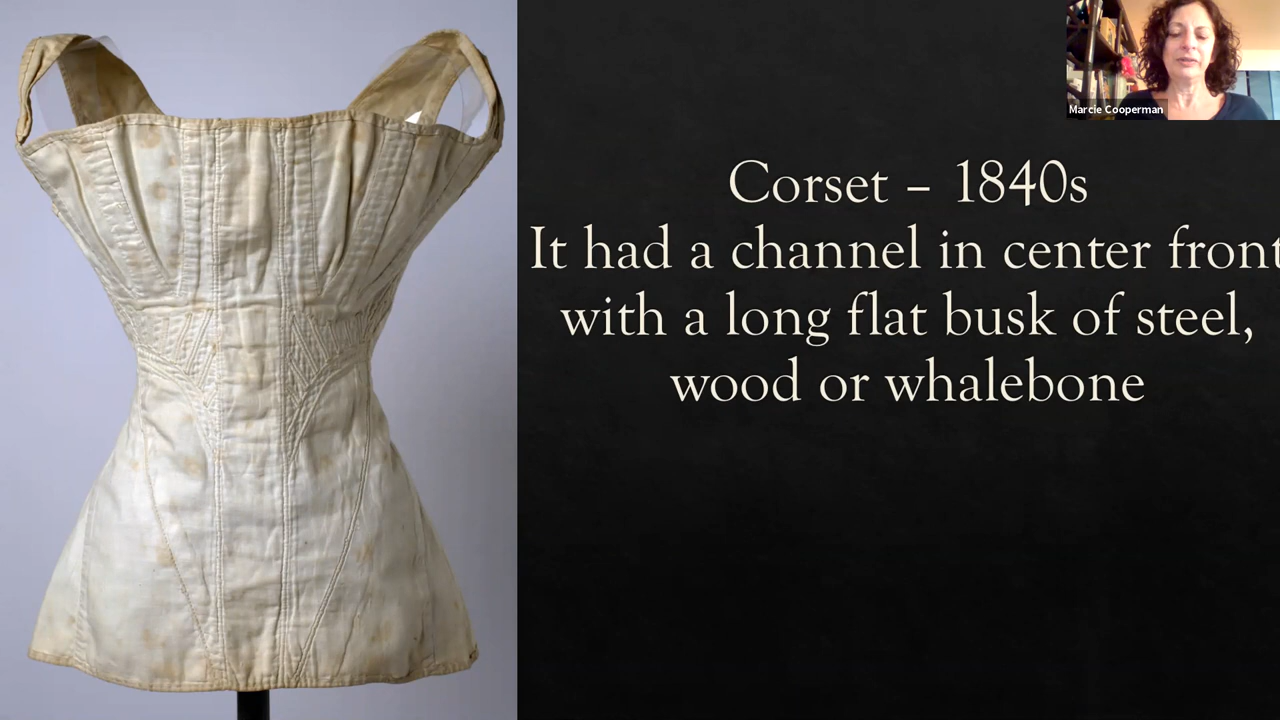 Marcie Cooperman
Corset – 1840s
It had a channel in center front
with a long flat busk of steel,
wood or whalebone